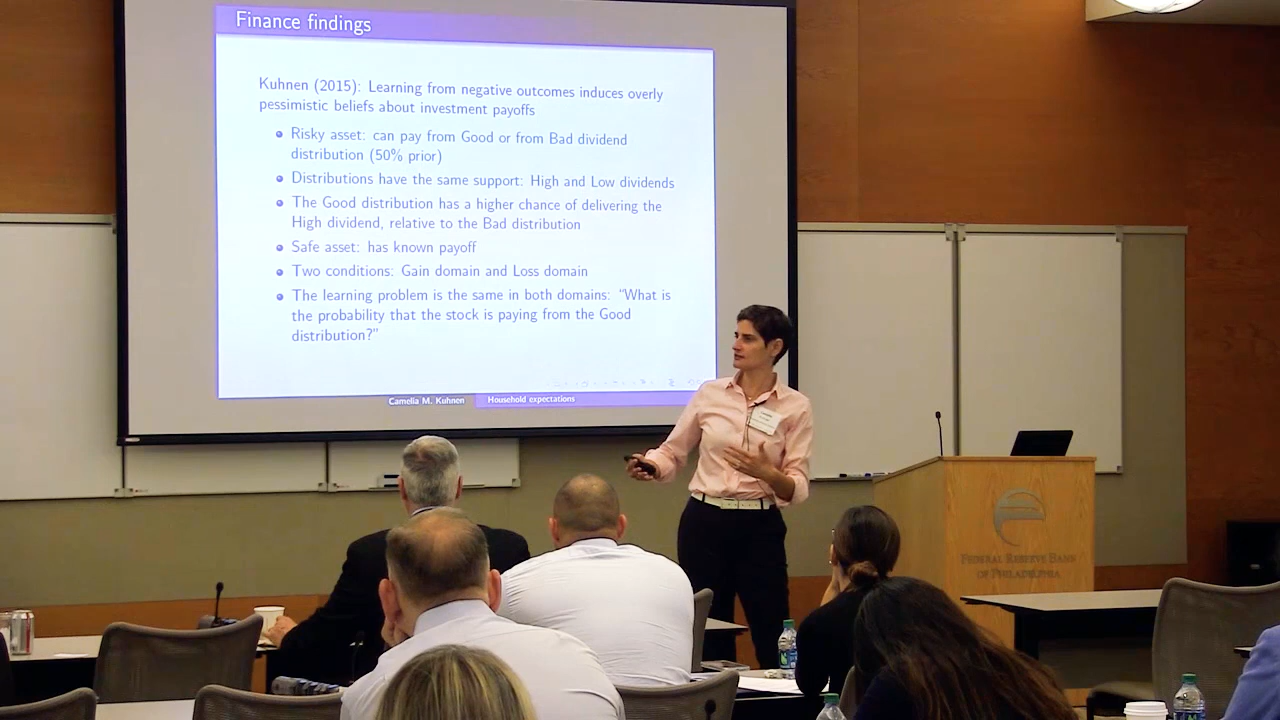 Finance findings
Kuhnen (2015): Learning from negative outcomes induces overly
pessimistic beliefs about investment payoffs
Risky asset: can pay from Good or from Bad dividend
distribution (50% prior)
Distributions have the same support: High and Low dividends
The Good distribution has a higher chance of delivering the
High dividend, relative to the Bad distribution
Safe asset: has known payoff
Two conditions: Gain domain and Loss domain
The learning problem is the same in both domains: “What is
the probability that the stock is paying from the Good
distribution?”
Camelia M. Kuhnen
Household expectations
FEDERAL RESERVE BANK
OF PHILADELPHIA